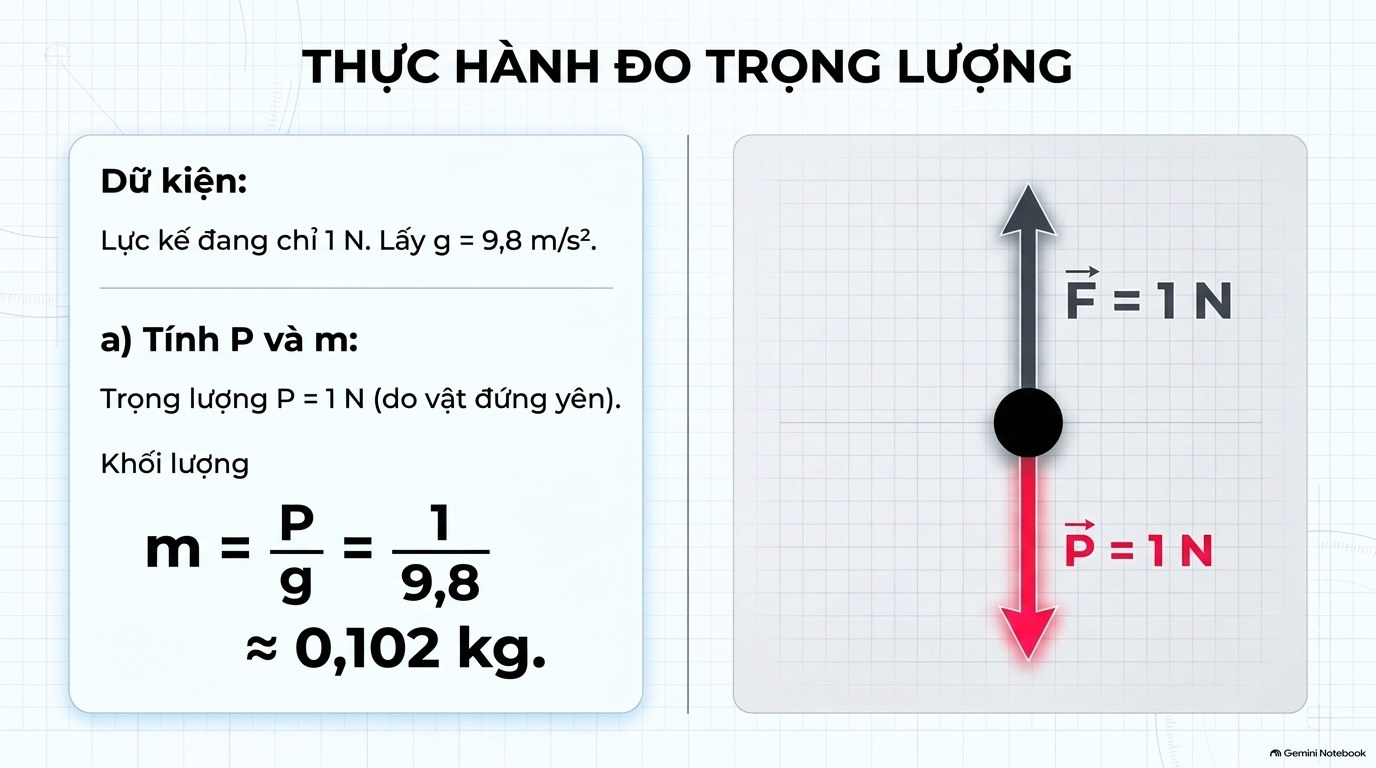 THỰC HÀNH ĐO TRỌNG LƯỢNG
Dữ kiện:
Lực kế đang chỉ 1 N. Lấy g = 9,8 m/s².
a) Tính P và m:
Trọng lượng P = 1 N (do vật đứng yên).
Khối lượng
m = P/g = 1/9,8
≈ 0,102 kg.
F⃗ = 1 N
P⃗ = 1 N
Gemini Notebook